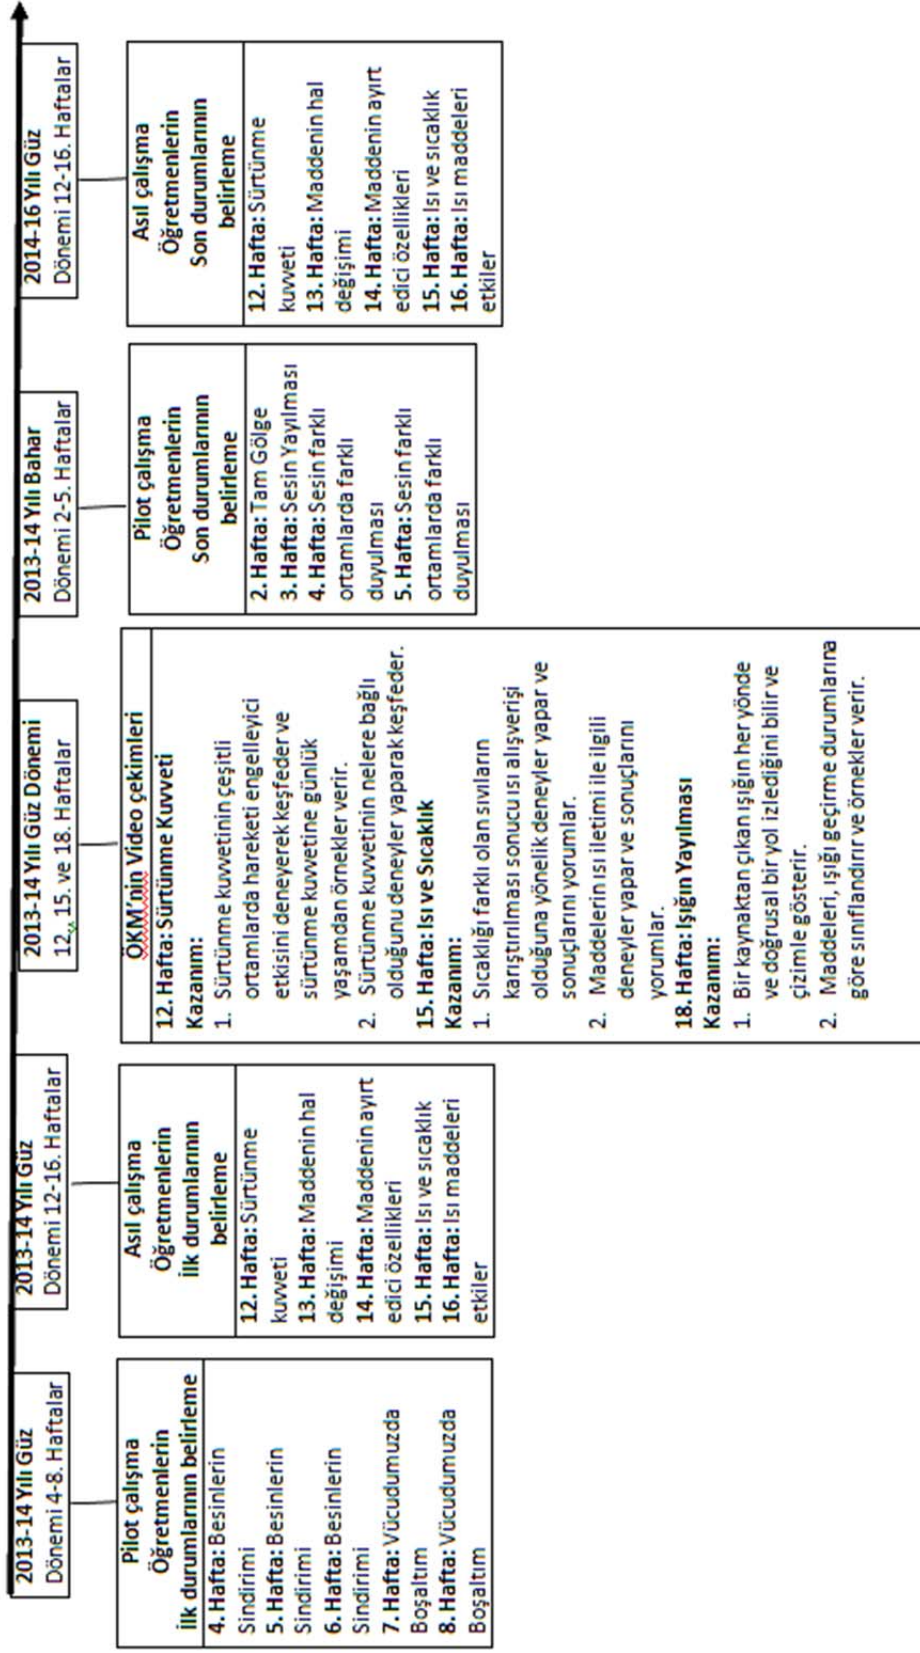 2013-14 Yılı Güz
Dönemi 4-8. Haftalar
Pilot çalışma
Öğretmenlerin
ilk durumlarının belirleme
4. Hafta: Besinlerin
Sindirimi
5. Hafta: Besinlerin
Sindirimi
6. Hafta: Besinlerin
Sindirimi
7. Hafta: Vücudumuzda
Boşaltım
8. Hafta: Vücudumuzda
Boşaltım
2013-14 Yılı Güz
Dönemi 12-16. Haftalar
Asıl çalışma
Öğretmenlerin
ilk durumlarının
belirleme
12. Hafta: Sürtünme
kuvveti
13. Hafta: Maddenin hal
değişimi
14. Hafta: Maddenin ayırt
edici özellikleri
15. Hafta: Isı ve sıcaklık
16. Hafta: Isı maddeleri
etkiler
2013-14 Yılı Güz Dönemi
12, 15. ve 18. Haftalar
ÖKM'nin Video çekimleri
12. Hafta: Sürtünme Kuvveti
Kazanım:
1. Sürtünme kuvvetinin çeşitli
ortamlarda hareketi engelleyici
etkisini deneyerek keşfeder ve
sürtünme kuvvetine günlük
yaşamdan örnekler verir.
2. Sürtünme kuvvetinin nelere bağlı
olduğunu deneyler yaparak keşfeder.
15. Hafta: Isı ve Sıcaklık
Kazanım:
1. Sıcaklığı farklı olan sıvıların
karıştırılması sonucu ısı alışverişi
olduğuna yönelik deneyler yapar ve
sonuçlarını yorumlar.
2. Maddelerin ısı iletimi ile ilgili
deneyler yapar ve sonuçlarını
yorumlar.
18. Hafta: Işığın Yayılması
Kazanım:
1. Bir kaynaktan çıkan ışığın her yönde
ve doğrusal bir yol izlediğini bilir ve
çizimle gösterir.
2. Maddeleri, ışığı geçirme durumlarına
göre sınıflandırır ve örnekler verir.
2013-14 Yılı Bahar
Dönemi 2-5. Haftalar
Pilot çalışma
Öğretmenlerin
Son durumlarının
belirleme
2. Hafta: Tam Gölge
3. Hafta: Sesin Yayılması
4. Hafta: Sesin farklı
ortamlarda farklı
duyulması
5. Hafta: Sesin farklı
ortamlarda farklı
duyulması
2014-16 Yılı Güz
Dönemi 12-16. Haftalar
Asıl çalışma
Öğretmenlerin
Son durumlarının
belirleme
12. Hafta: Sürtünme
kuvveti
13. Hafta: Maddenin hal
değişimi
14. Hafta: Maddenin ayırt
edici özellikleri
15. Hafta: Isı ve sıcaklık
16. Hafta: Isı maddeleri
etkiler